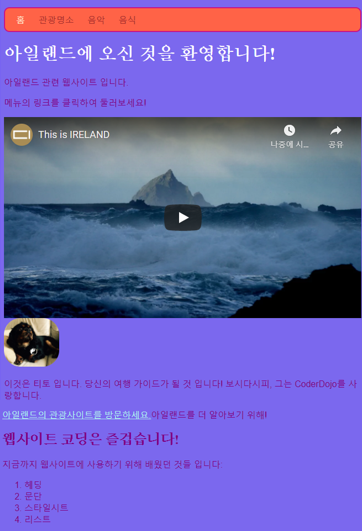 홈 관광명소 음악 음식
아일랜드에 오신 것을 환영합니다!
아일랜드 관련 웹사이트 입니다.
메뉴의 링크를 클릭하여 둘러보세요!
This is IRELAND
나중에 시... 공유
이것은 티토 입니다. 당신의 여행 가이드가 될 것 입니다! 보시다시피, 그는 CoderDojo를 사
랑합니다.
아일랜드의 관광사이트를 방문하세요 아일랜드를 더 알아보기 위해!
웹사이트 코딩은 즐겁습니다!
지금까지 웹사이트에 사용하기 위해 배웠던 것들 입니다:
1. 헤딩
2. 문단
3. 스타일시트
4. 리스트